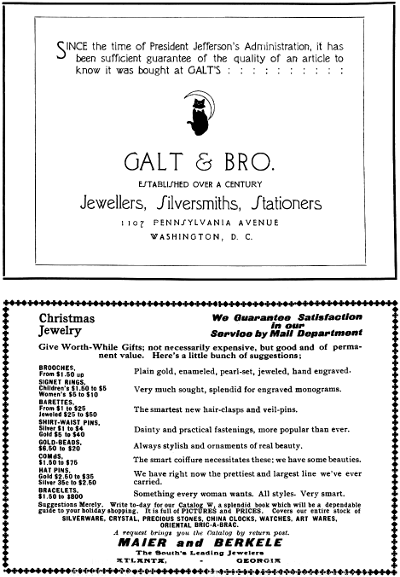 SINCE the time of President Jefferson's Administration, it has
been sufficient guarantee of the quality of an article to
know it was bought at GALT'S : : : : : : : : : :
GALT & BRO.
ESTABLISHED OVER A CENTURY
Jewellers, Silversmiths, Stationers
1107 PENNSYLVANIA AVENUE
WASHINGTON, D. C.
Christmas
Jewelry
We Guarantee Satisfaction
in our
Service by Mail Department
Give Worth-While Gifts; not necessarily expensive, but good and of perma-
nent value. Here's a little bunch of suggestions;
BROOCHES,
From $1.50 up
Plain gold, enameled, pearl-set, jeweled, hand engraved.
SIGNET RINGS,
Children's $1.50 to $5
Women's $5 to $10
Very much sought, splendid for engraved monograms.
BARETTES,
From $1 to $25
Jeweled $25 to $50
The smartest new hair-clasps and veil-pins.
SHIRT-WAIST PINS,
Silver $1 to $4
Gold $5 to $40
Dainty and practical fastenings, more popular than ever.
GOLD-BEADS,
$6.50 to $20
Always stylish and ornaments of real beauty.
COMBS,
$1.50 to $75
The smart coiffure necessitates these; we have some beauties.
HAT PINS,
Gold $2.50 to $35
Silver 35c to $2.50
We have right now the prettiest and largest line we've ever
carried.
BRACELETS,
$1.50 to $800
Something every woman wants. All styles. Very smart.
Suggestions Merely. Write to-day for our Catalog W, a splendid book which will be a dependable
guide to your holiday shopping. It is full of PICTURES and PRICES. Covers our entire stock of
SILVERWARE, CRYSTAL, PRECIOUS STONES, CHINA CLOCKS, WATCHES, ART WARES,
ORIENTAL BRIC-A-BRAC.
A request brings you the Catalog by return post.
MAIER and BERKELE
The South's Leading Jewelers
ATLANTA, - GEORGIA